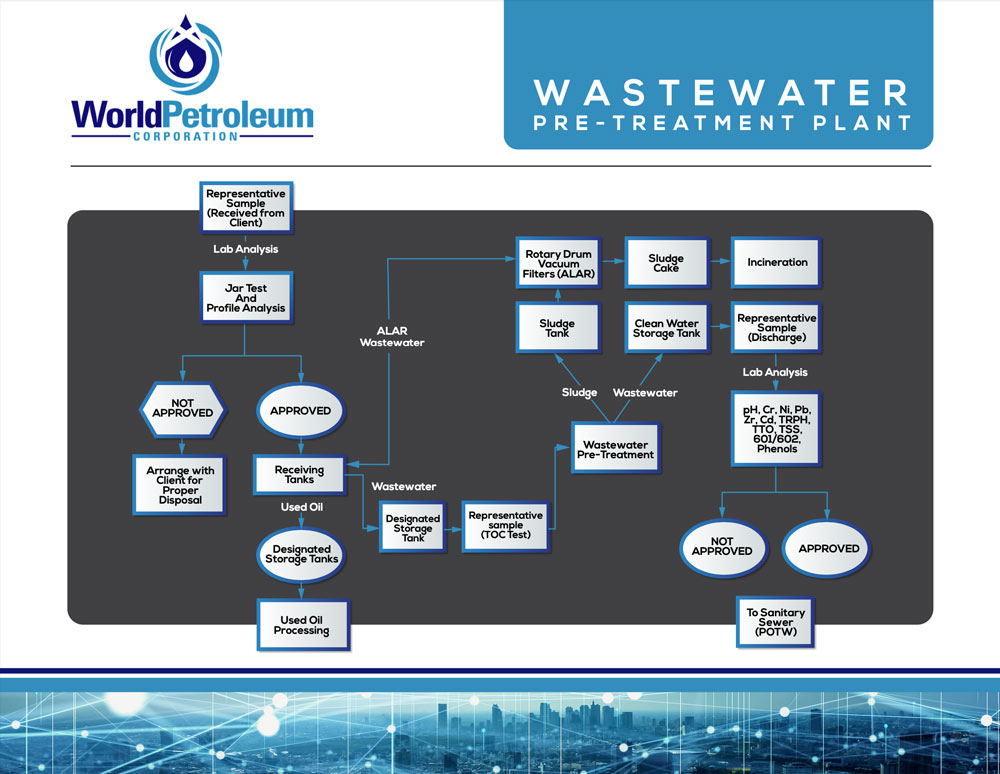 WorldPetroleum
CORPORATION
WASTEWATER
PRE-TREATMENT PLANT
Representative
Sample
(Received from
Client)
Lab Analysis
Jar Test
And
Profile Analysis
NOT
APPROVED
APPROVED
Arrange with
Client for
Proper
Disposal
Receiving
Tanks
Used Oil
Designated
Storage Tanks
Used Oil
Processing
ALAR
Wastewater
Wastewater
Designated
Storage
Tank
Representative
sample
(TOC Test)
Wastewater
Pre-Treatment
Sludge
Wastewater
Sludge
Tank
Rotary Drum
Vacuum
Filters (ALAR)
Sludge
Cake
Incineration
Clean Water
Storage Tank
Representative
Sample
(Discharge)
Lab Analysis
pH, Cr, Ni, Pb,
Zr, Cd, TRPH,
TTO, TSS,
601/602,
Phenols
NOT
APPROVED
APPROVED
To Sanitary
Sewer
(POTW)